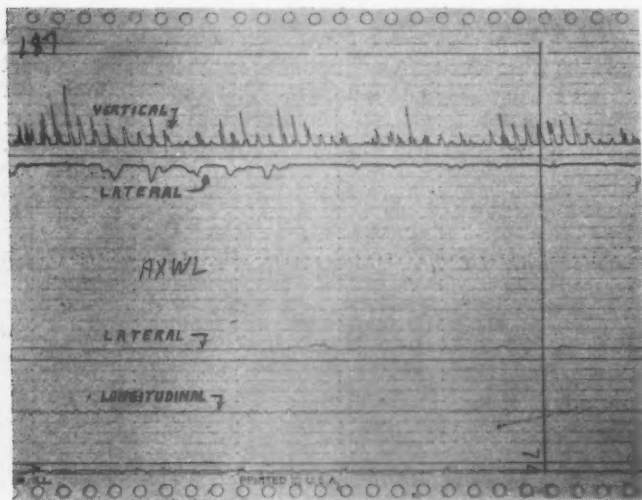 187
VERTICAL
LATERAL
AXWL
LATERAL
LONGITUDINAL
PRINTED IN U.S.A.